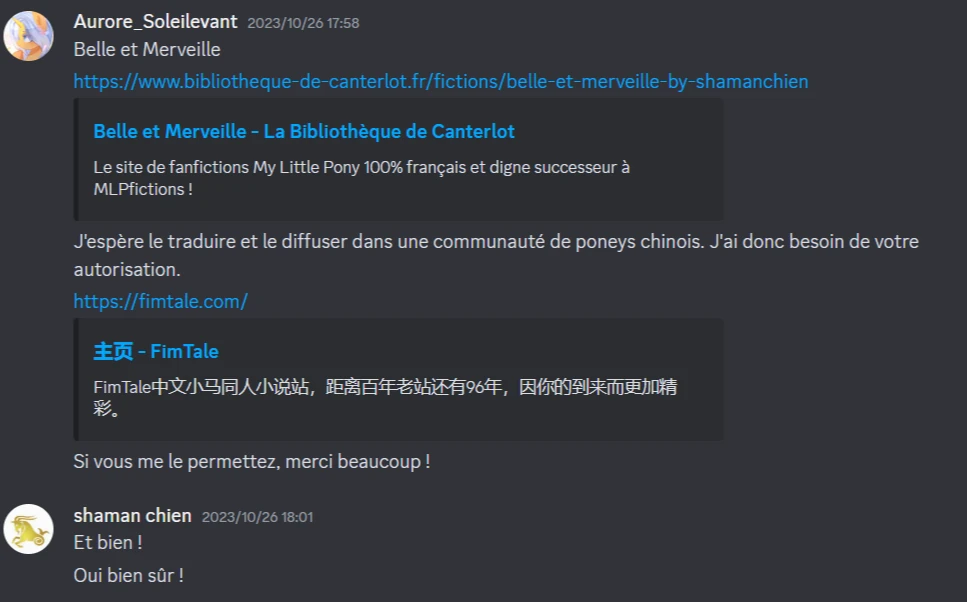 Aurore_Soleilevant 2023/10/26 17:58
Belle et Merveille
https://www.bibliotheque-de-canterlot.fr/fictions/belle-et-merveille-by-shamanchien
Belle et Merveille - La Bibliothèque de Canterlot
Le site de fanfictions My Little Pony 100% français et digne successeur à
MLPfictions !
J'espère le traduire et le diffuser dans une communauté de poneys chinois. J'ai donc besoin de votre
autorisation.
https://fimtale.com/
主页 - FimTale
FimTale中文小马同人小说站，距离百年老站还有96年，因你的到来而更加精
彩。
Si vous me le permettez, merci beaucoup !
shaman chien 2023/10/26 18:01
Et bien !
Oui bien sûr !